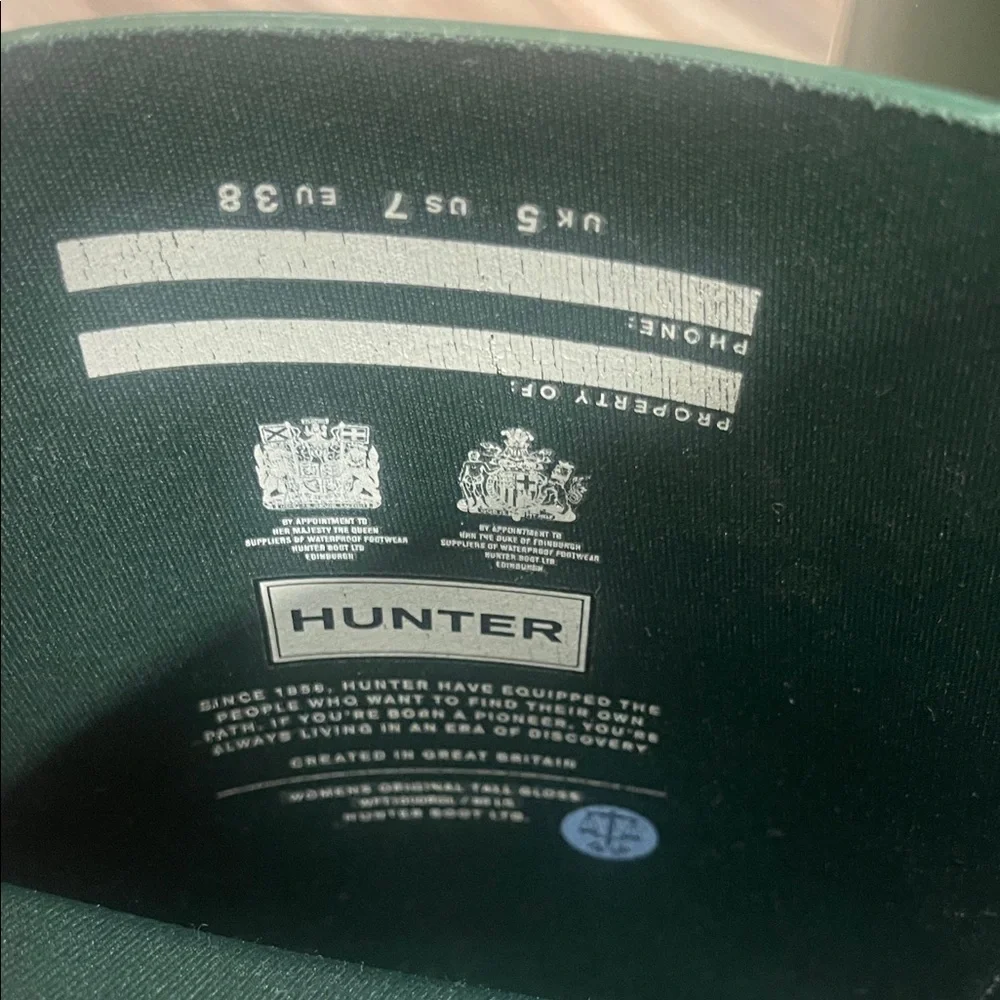 UK 5 US 7 EU 38
PHONE:
PROPERTY OF:
BY APPOINTMENT TO
HER MAJESTY THE QUEEN
SUPPLIERS OF WATERPROOF FOOTWEAR
HUNTER BOOT LTD
EDINBURGH
BY APPOINTMENT TO
HRH THE DUKE OF EDINBURGH
SUPPLIERS OF WATERPROOF FOOTWEAR
HUNTER BOOT LTD
EDINBURGH
HUNTER
SINCE 1856, HUNTER HAVE EQUIPPED THE
PEOPLE WHO WANT TO FIND THEIR OWN
PATH. IF YOU'RE BORN A PIONEER, YOU'RE
ALWAYS LIVING IN AN ERA OF DISCOVERY
CREATED IN GREAT BRITAIN
WOMENS ORIGINAL TALL GLOSS
HUNTER BOOT LTD.